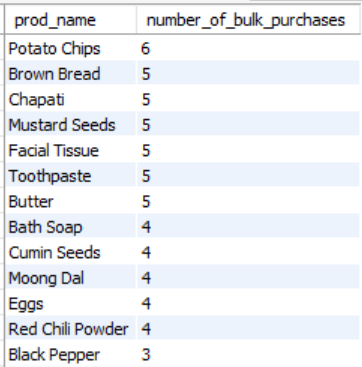 prod_name number_of_bulk_purchases
Potato Chips 6
Brown Bread 5
Chapati 5
Mustard Seeds 5
Facial Tissue 5
Toothpaste 5
Butter 5
Bath Soap 4
Cumin Seeds 4
Moong Dal 4
Eggs 4
Red Chili Powder 4
Black Pepper 3